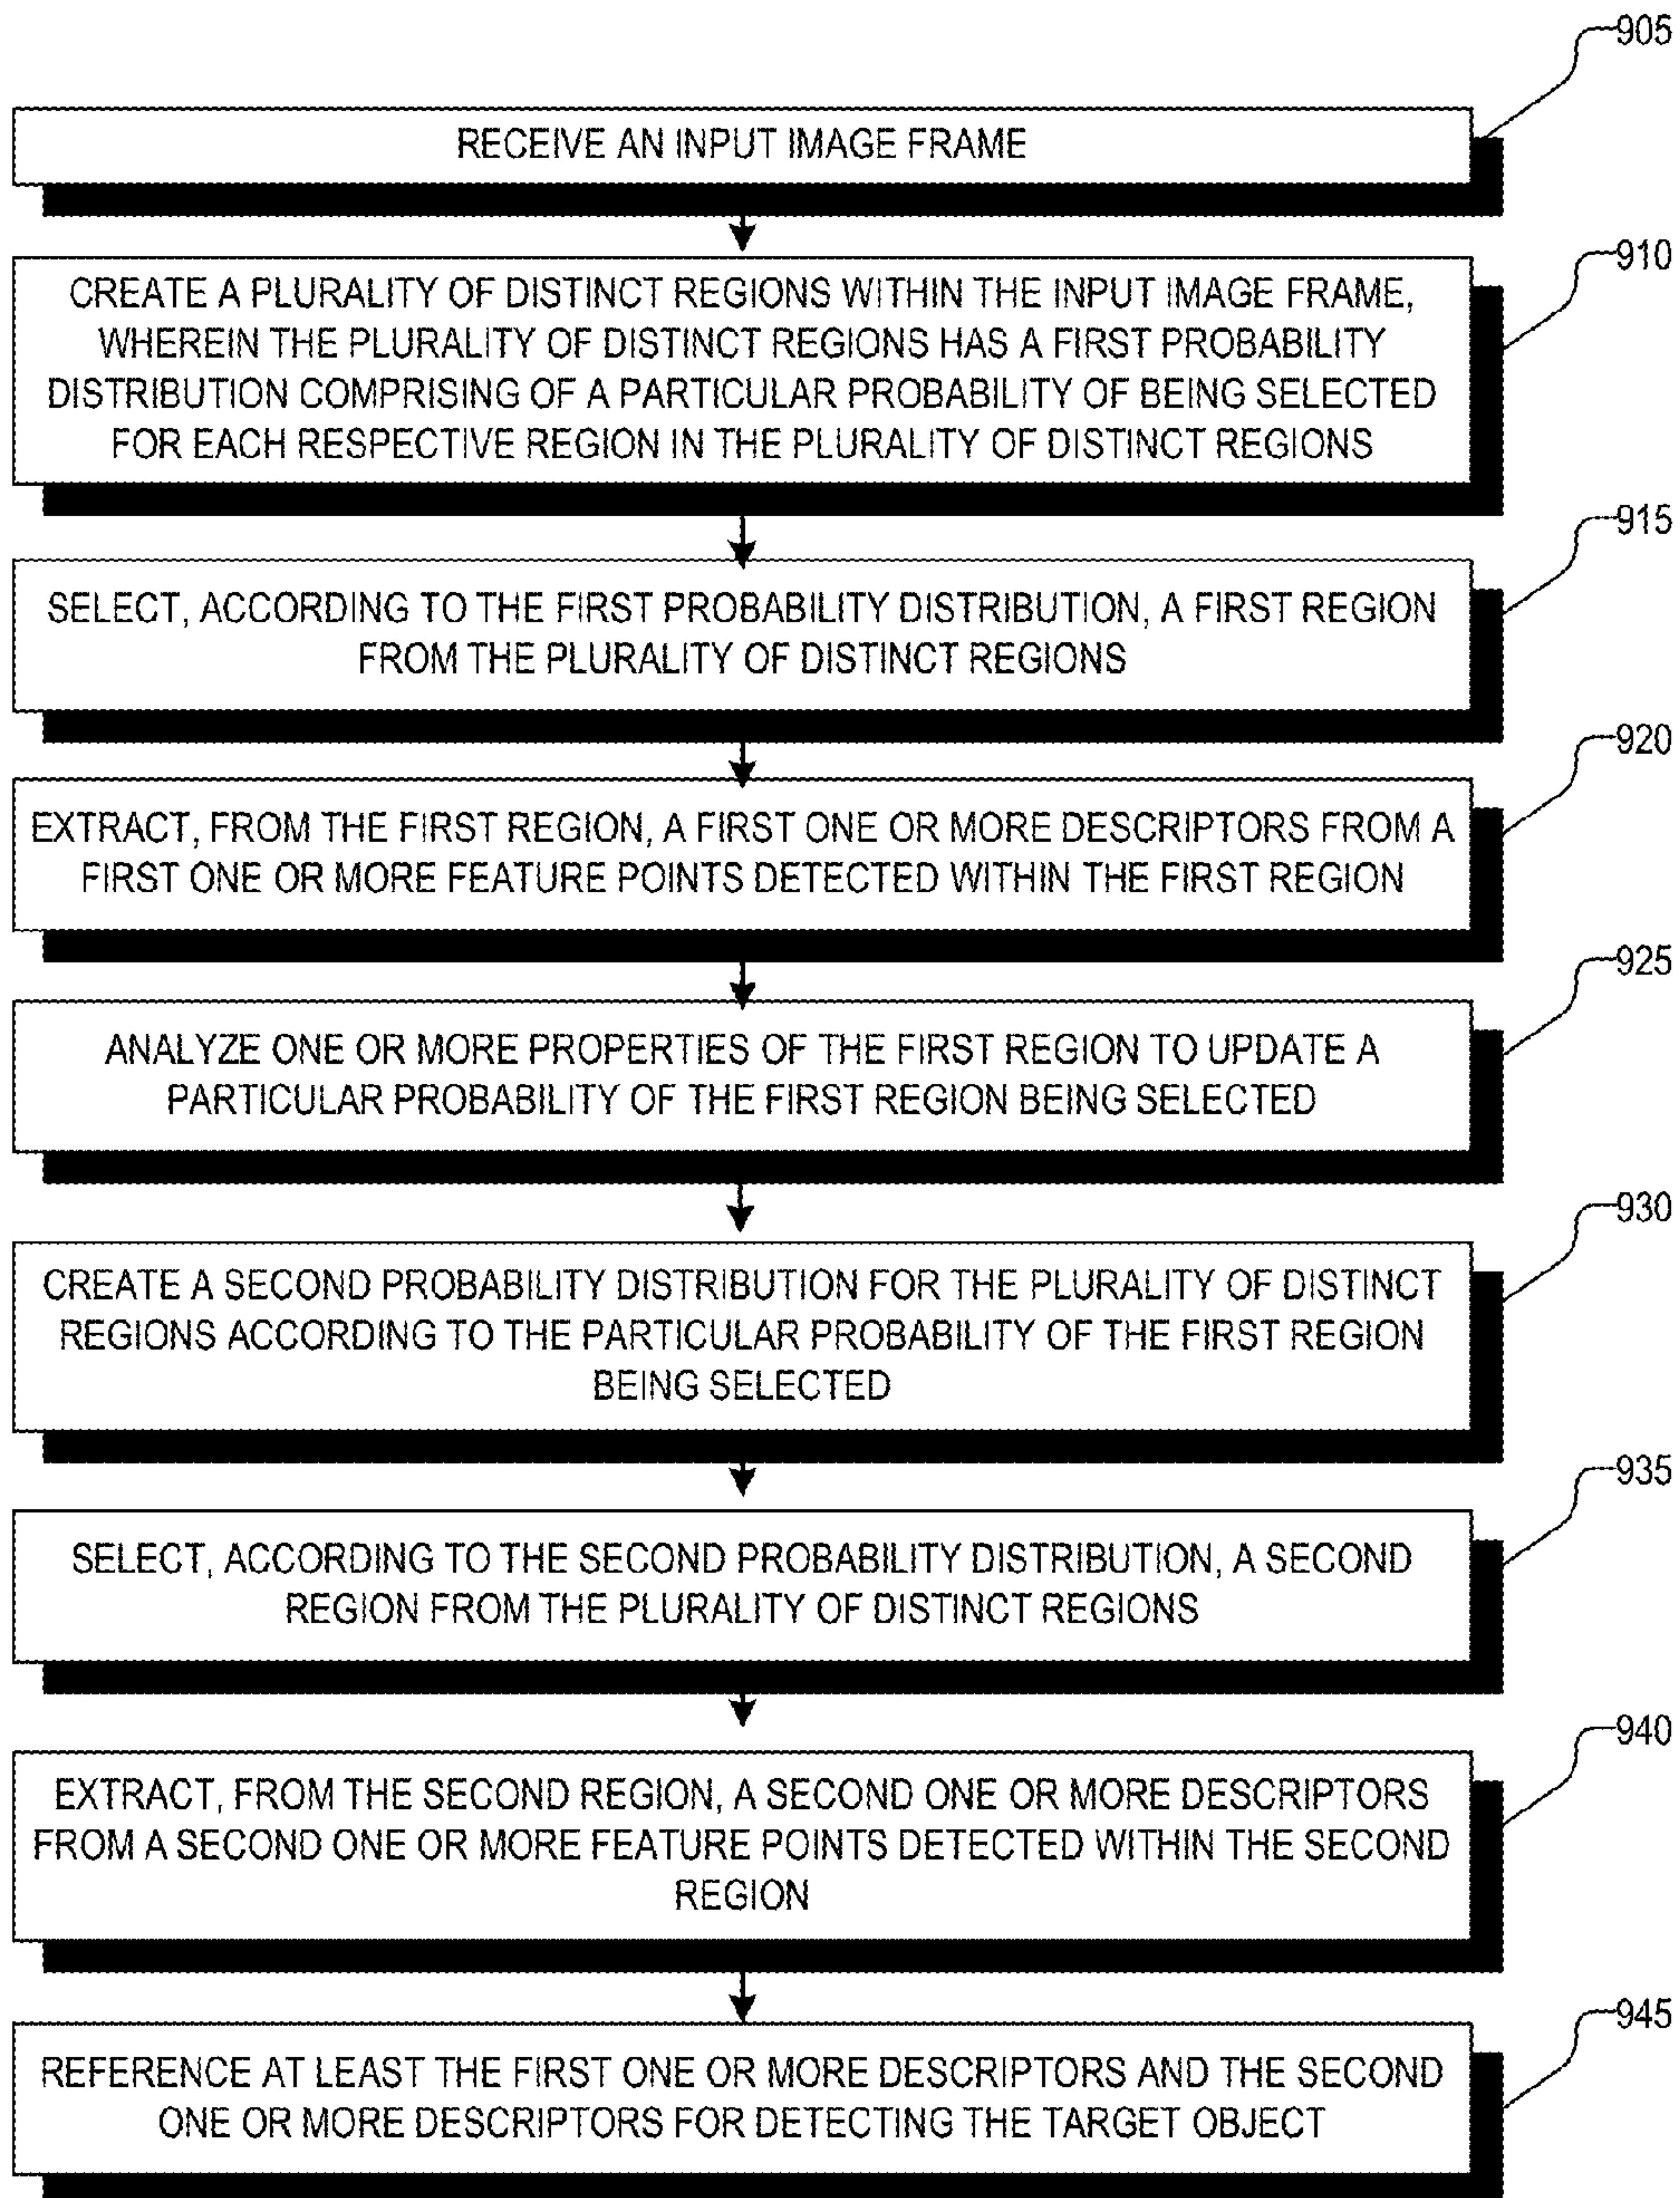 905
RECEIVE AN INPUT IMAGE FRAME
910
CREATE A PLURALITY OF DISTINCT REGIONS WITHIN THE INPUT IMAGE FRAME,
WHEREIN THE PLURALITY OF DISTINCT REGIONS HAS A FIRST PROBABILITY
DISTRIBUTION COMPRISING OF A PARTICULAR PROBABILITY OF BEING SELECTED
FOR EACH RESPECTIVE REGION IN THE PLURALITY OF DISTINCT REGIONS
915
SELECT, ACCORDING TO THE FIRST PROBABILITY DISTRIBUTION, A FIRST REGION
FROM THE PLURALITY OF DISTINCT REGIONS
920
EXTRACT, FROM THE FIRST REGION, A FIRST ONE OR MORE DESCRIPTORS FROM A
FIRST ONE OR MORE FEATURE POINTS DETECTED WITHIN THE FIRST REGION
925
ANALYZE ONE OR MORE PROPERTIES OF THE FIRST REGION TO UPDATE A
PARTICULAR PROBABILITY OF THE FIRST REGION BEING SELECTED
930
CREATE A SECOND PROBABILITY DISTRIBUTION FOR THE PLURALITY OF DISTINCT
REGIONS ACCORDING TO THE PARTICULAR PROBABILITY OF THE FIRST REGION
BEING SELECTED
935
SELECT, ACCORDING TO THE SECOND PROBABILITY DISTRIBUTION, A SECOND
REGION FROM THE PLURALITY OF DISTINCT REGIONS
940
EXTRACT, FROM THE SECOND REGION, A SECOND ONE OR MORE DESCRIPTORS
FROM A SECOND ONE OR MORE FEATURE POINTS DETECTED WITHIN THE SECOND
REGION
945
REFERENCE AT LEAST THE FIRST ONE OR MORE DESCRIPTORS AND THE SECOND
ONE OR MORE DESCRIPTORS FOR DETECTING THE TARGET OBJECT